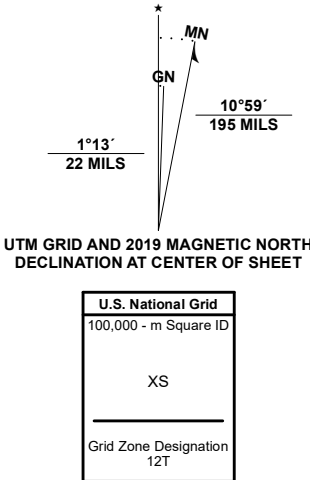 ★
MN
GN
10°59´
195 MILS
1°13´
22 MILS
UTM GRID AND 2019 MAGNETIC NORTH
DECLINATION AT CENTER OF SHEET
U.S. National Grid
100,000 - m Square ID
XS
Grid Zone Designation
12T